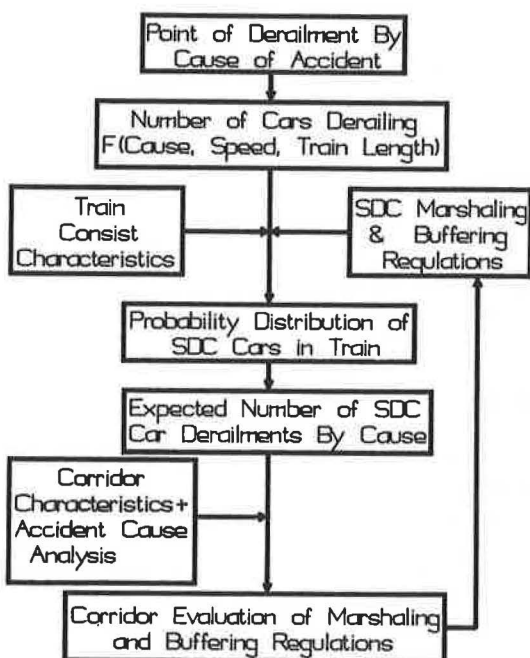 Point of Derailment By
Cause of Accident
Number of Cars Derailing
F(Cause, Speed, Train Length)
Train
Consist
Characteristics
SDC Marshaling
& Buffering
Regulations
Probability Distribution of
SDC Cars in Train
Expected Number of SDC
Car Derailments By Cause
Corridor
Characteristics+
Accident Cause
Analysis
Corridor Evaluation of Marshaling
and Buffering Regulations